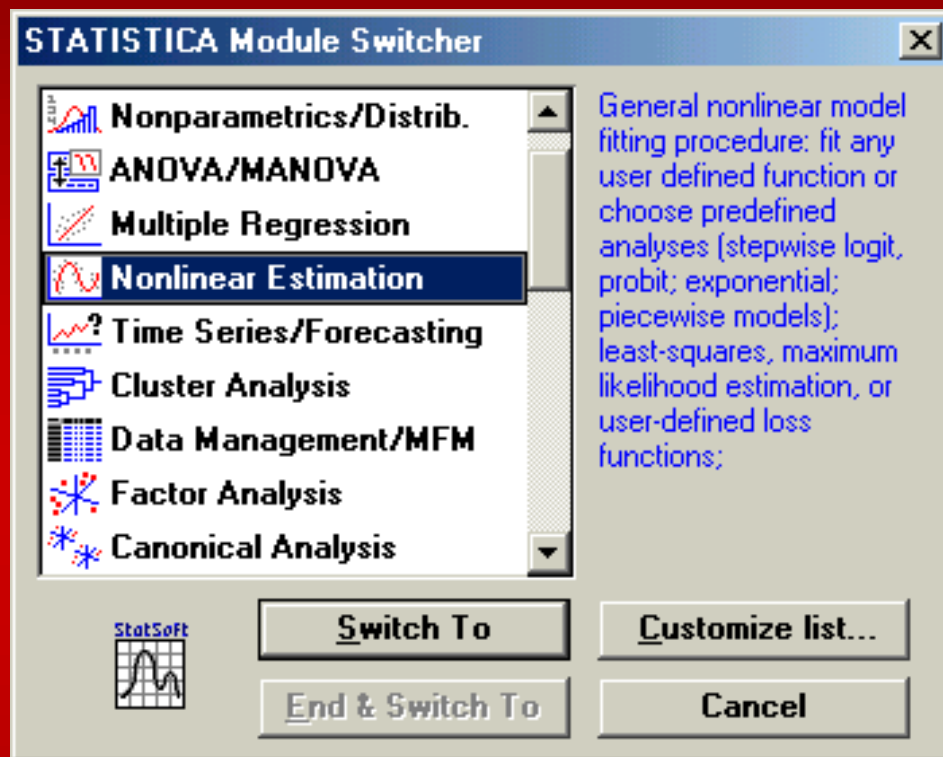 STATISTICA Module Switcher
Nonparametrics/Distrib.
ANOVA/MANOVA
Multiple Regression
Nonlinear Estimation
Time Series/Forecasting
Cluster Analysis
Data Management/MFM
Factor Analysis
Canonical Analysis
General nonlinear model
fitting procedure: fit any
user defined function or
choose predefined
analyses (stepwise logit,
probit; exponential;
piecewise models);
least-squares, maximum
likelihood estimation, or
user-defined loss
functions;
StatSoft
Switch To
Customize list...
End & Switch To
Cancel